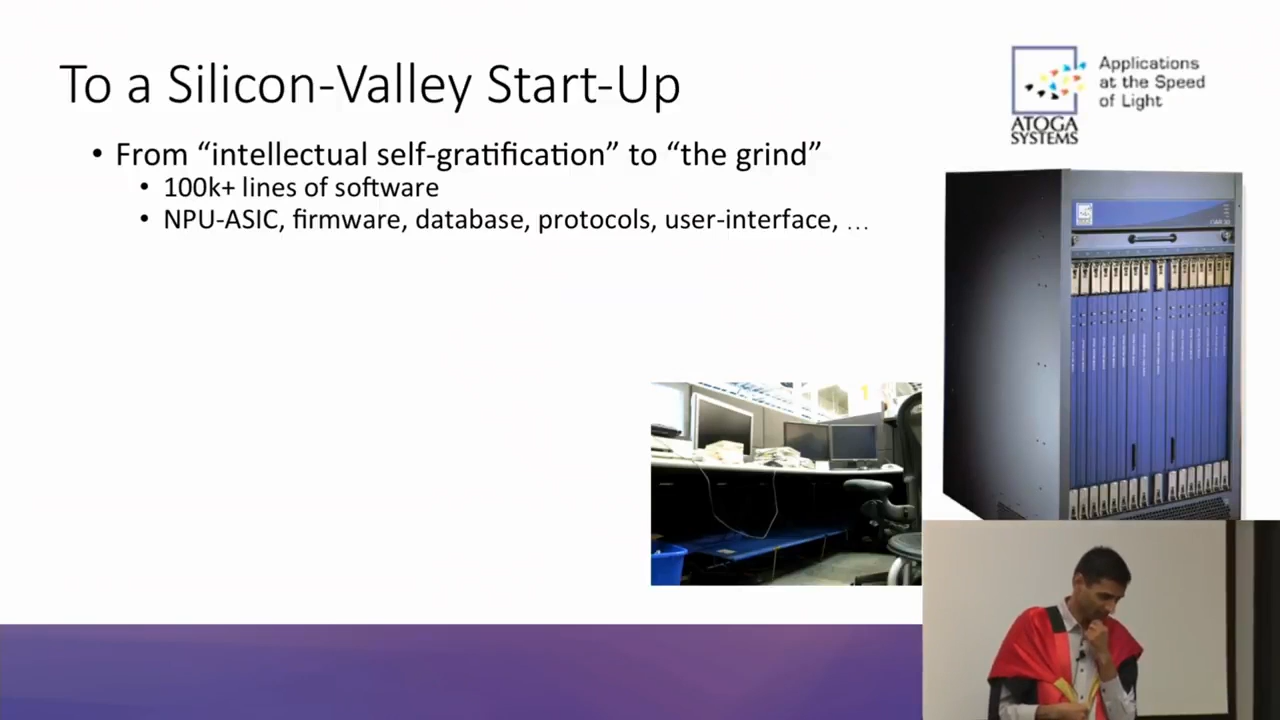 To a Silicon-Valley Start-Up
Applications
at the Speed
of Light
ATOGA
SYSTEMS
• From “intellectual self-gratification” to “the grind”
• 100k+ lines of software
• NPU-ASIC, firmware, database, protocols, user-interface, …